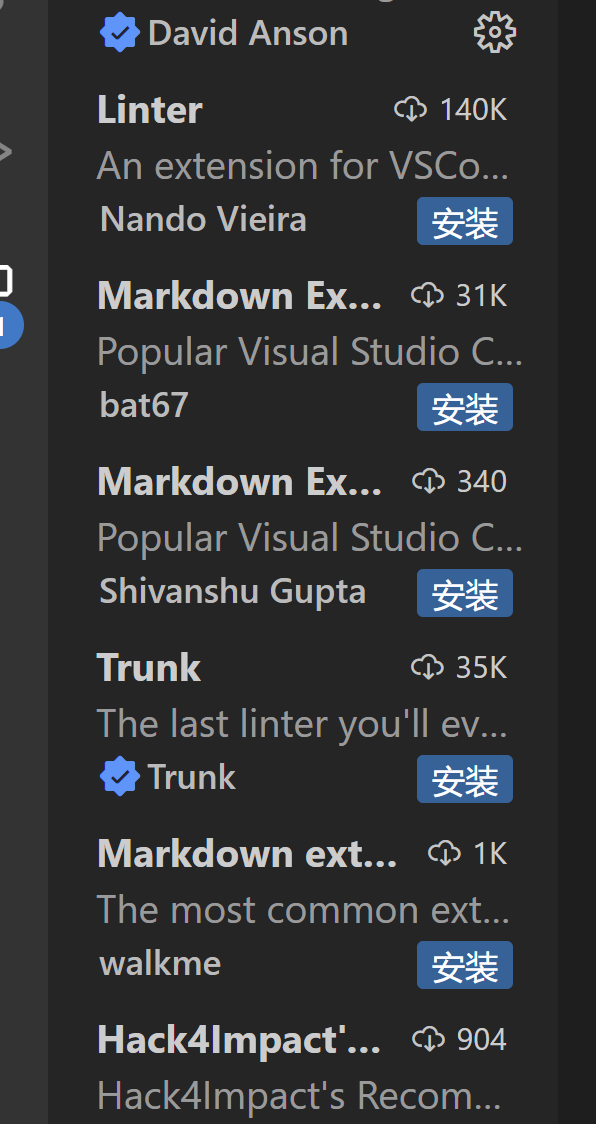 David Anson
Linter 140K
An extension for VSCo...
Nando Vieira 安装
Markdown Ex... 31K
Popular Visual Studio C...
bat67 安装
Markdown Ex... 340
Popular Visual Studio C...
Shivanshu Gupta 安装
Trunk 35K
The last linter you'll ev...
Trunk 安装
Markdown ext... 1K
The most common ext...
walkme 安装
Hack4Impact'... 904
Hack4Impact's Recom...